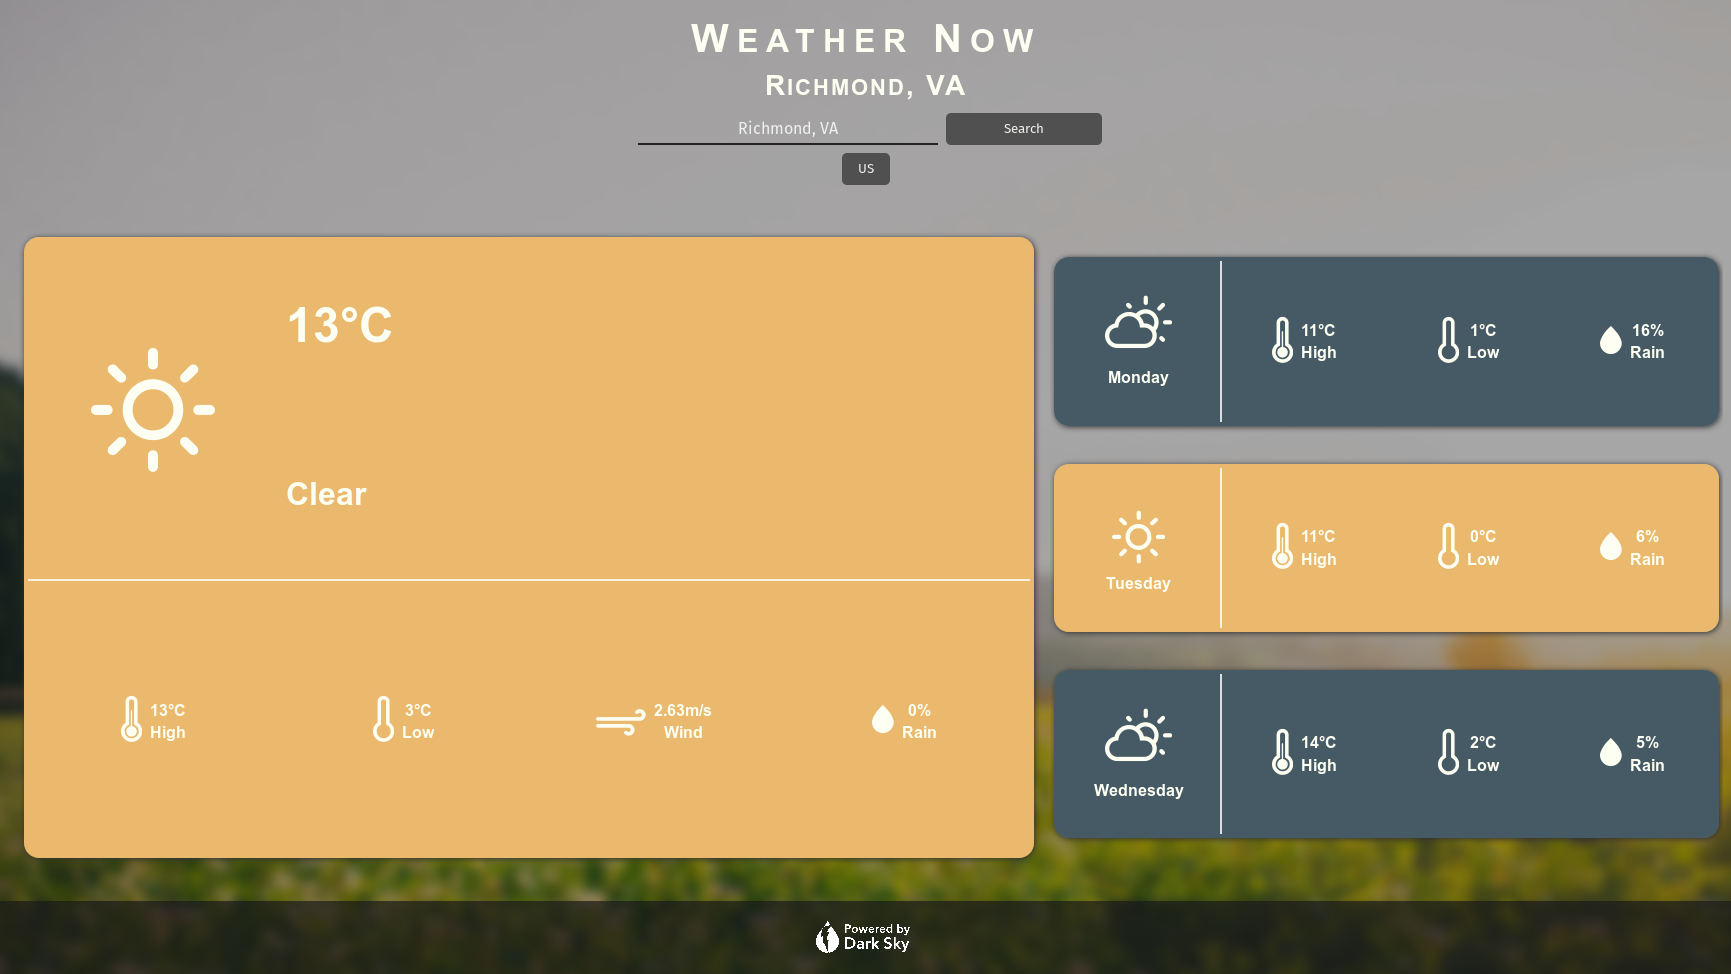 Weather Now
Richmond, VA
Richmond, VA
Search
US
13°C
Clear
13°C
High
3°C
Low
2.63m/s
Wind
0%
Rain
Monday
11°C
High
1°C
Low
16%
Rain
Tuesday
11°C
High
0°C
Low
6%
Rain
Wednesday
14°C
High
2°C
Low
5%
Rain
Powered by
Dark Sky